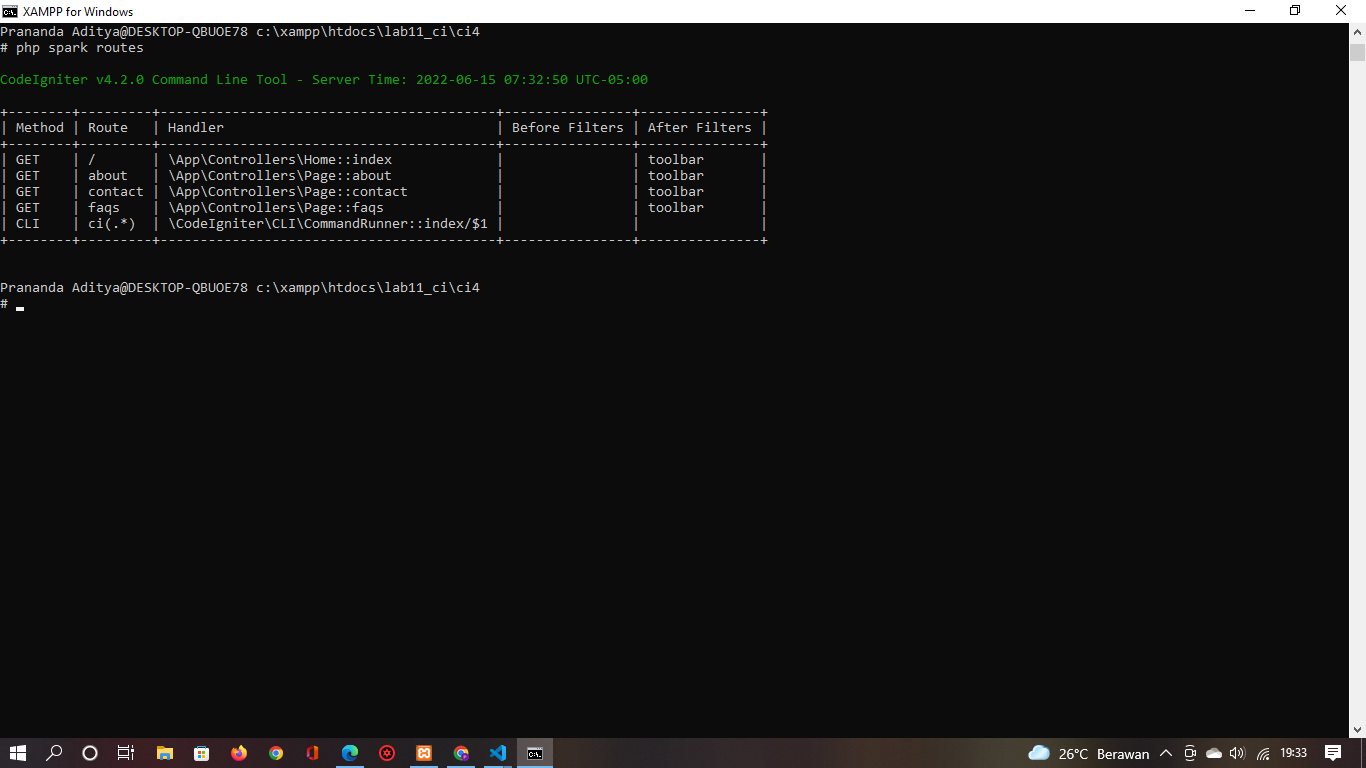 XAMPP for Windows
Prananda Aditya@DESKTOP-QBUOE78 c:\xampp\htdocs\lab11_ci\ci4
# php spark routes
CodeIgniter v4.2.0 Command Line Tool - Server Time: 2022-06-15 07:32:50 UTC-05:00
+--------+---------+------------------------------------------+----------------+---------------+
| Method | Route   | Handler                                  | Before Filters | After Filters |
+--------+---------+------------------------------------------+----------------+---------------+
| GET    | /       | \App\Controllers\Home::index             |                | toolbar       |
| GET    | about   | \App\Controllers\Page::about             |                | toolbar       |
| GET    | contact | \App\Controllers\Page::contact           |                | toolbar       |
| GET    | faqs    | \App\Controllers\Page::faqs              |                | toolbar       |
| CLI    | ci(.*)  | \CodeIgniter\CLI\CommandRunner::index/$1 |                |               |
+--------+---------+------------------------------------------+----------------+---------------+
Prananda Aditya@DESKTOP-QBUOE78 c:\xampp\htdocs\lab11_ci\ci4
#
26°C Berawan 19:33